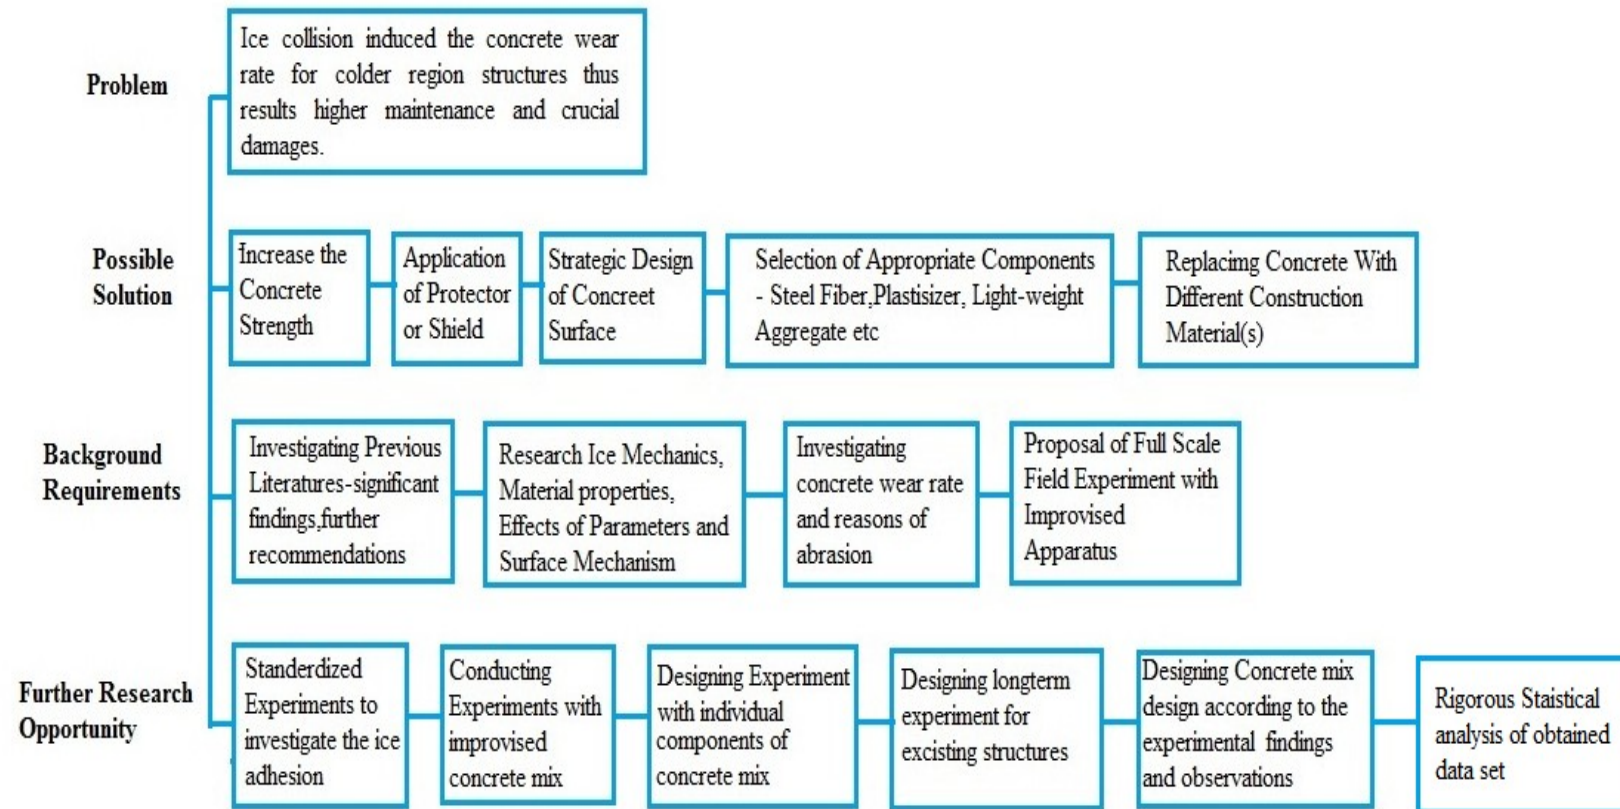 Problem
Ice collision induced the concrete wear
rate for colder region structures thus
results higher maintenance and crucial
damages.
Possible
Solution
Increase the
Concrete
Strength
Application
of Protector
or Shield
Strategic Design
of Concreet
Surface
Selection of Appropriate Components
- Steel Fiber,Plastisizer, Light-weight
Aggregate etc
Replacing Concrete With
Different Construction
Material(s)
Background
Requirements
Investigating Previous
Literatures-significant
findings,further
recommendations
Research Ice Mechanics,
Material properties,
Effects of Parameters and
Surface Mechanism
Investigating
concrete wear rate
and reasons of
abrasion
Proposal of Full Scale
Field Experiment with
Improvised
Apparatus
Further Research
Opportunity
Standerdized
Experiments to
investigate the ice
adhesion
Conducting
Experiments with
improvised
concrete mix
Designing Experiment
with individual
components of
concrete mix
Designing longterm
experiment for
excisting structures
Designing Concrete mix
design according to the
experimental findings
and observations
Rigorous Staistical
analysis of obtained
data set